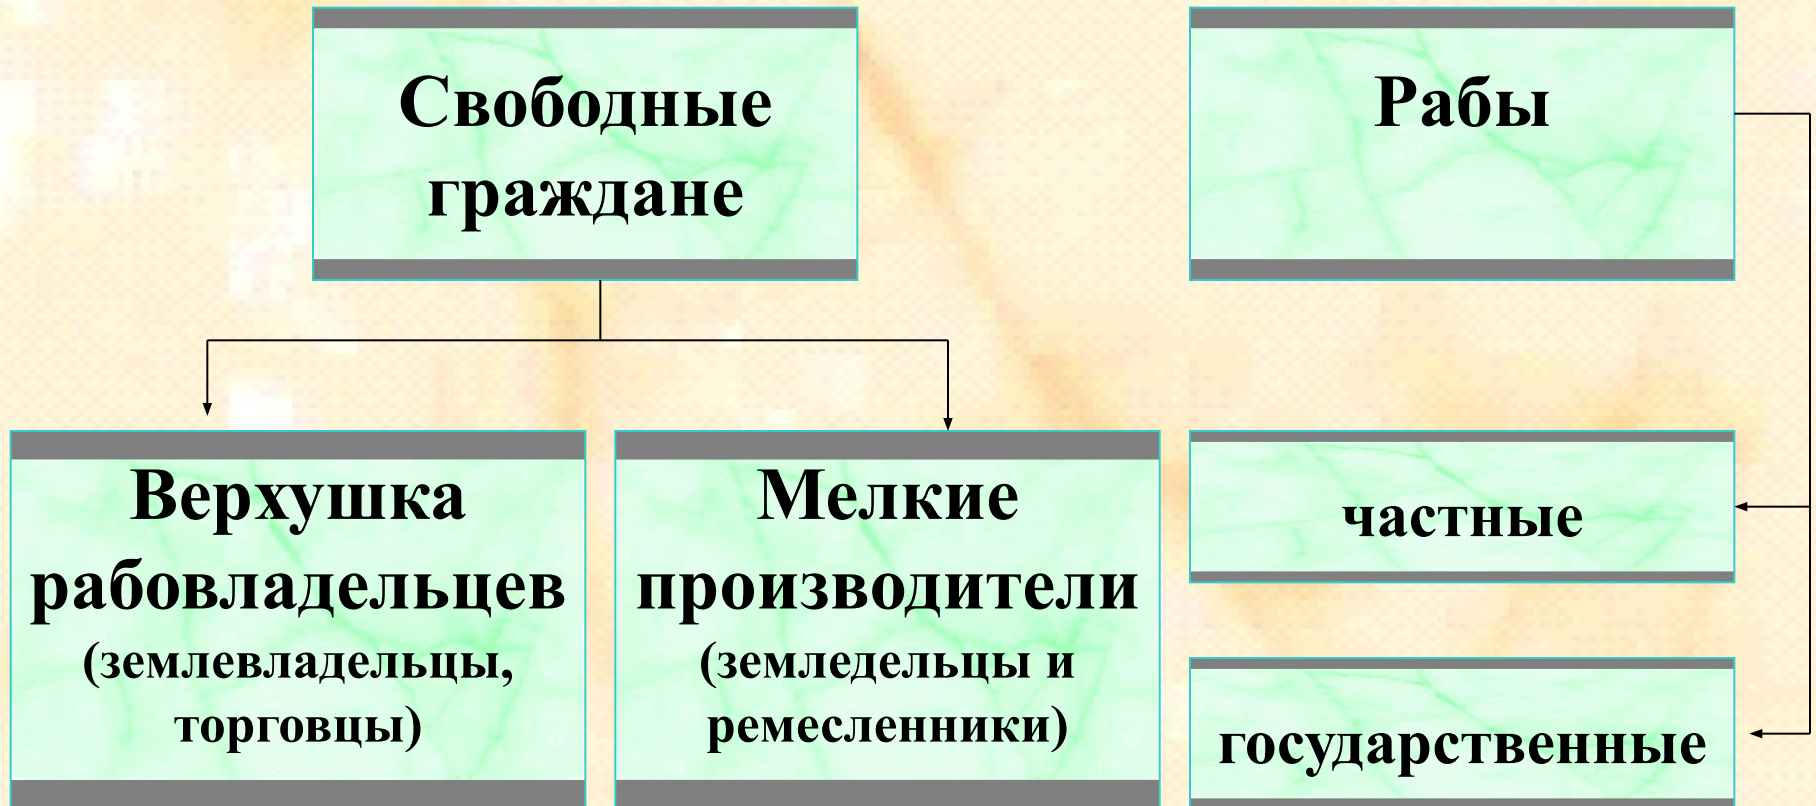 Свободные
граждане
Рабы
Верхушка
рабовладельцев
(землевладельцы,
торговцы)
Мелкие
производители
(земледельцы и
ремесленники)
частные
государственные